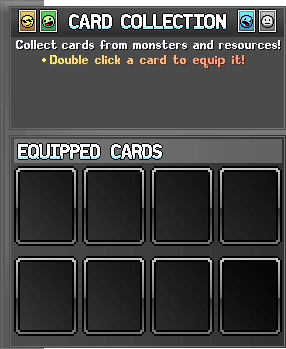 CARD COLLECTION
Collect cards from monsters and resources!
• Double click a card to equip it!
EQUIPPED CARDS